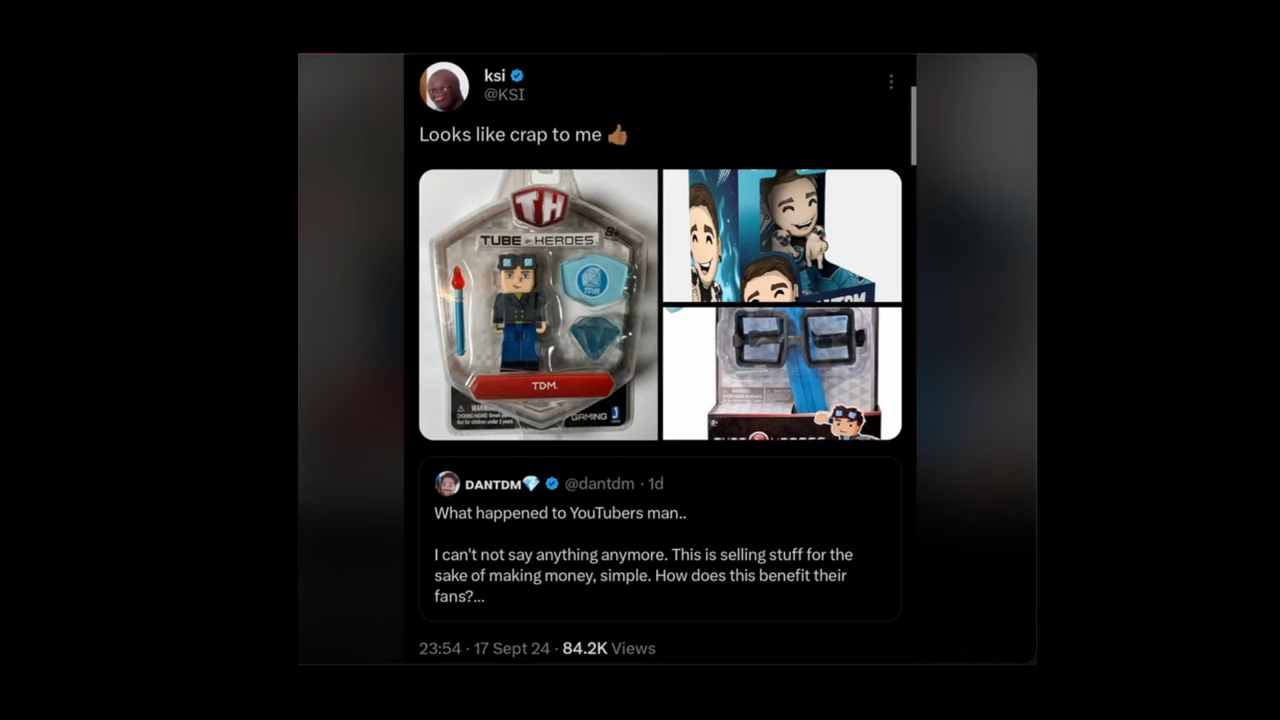 ksi
@KSI
Looks like crap to me 👍🏾
TH
TUBE HEROES
8+
TDM
TDM.
GAMING
DANTDM💎 @dantdm · 1d
What happened to YouTubers man..
I can't not say anything anymore. This is selling stuff for the
sake of making money, simple. How does this benefit their
fans?...
23:54 · 17 Sept 24 · 84.2K Views